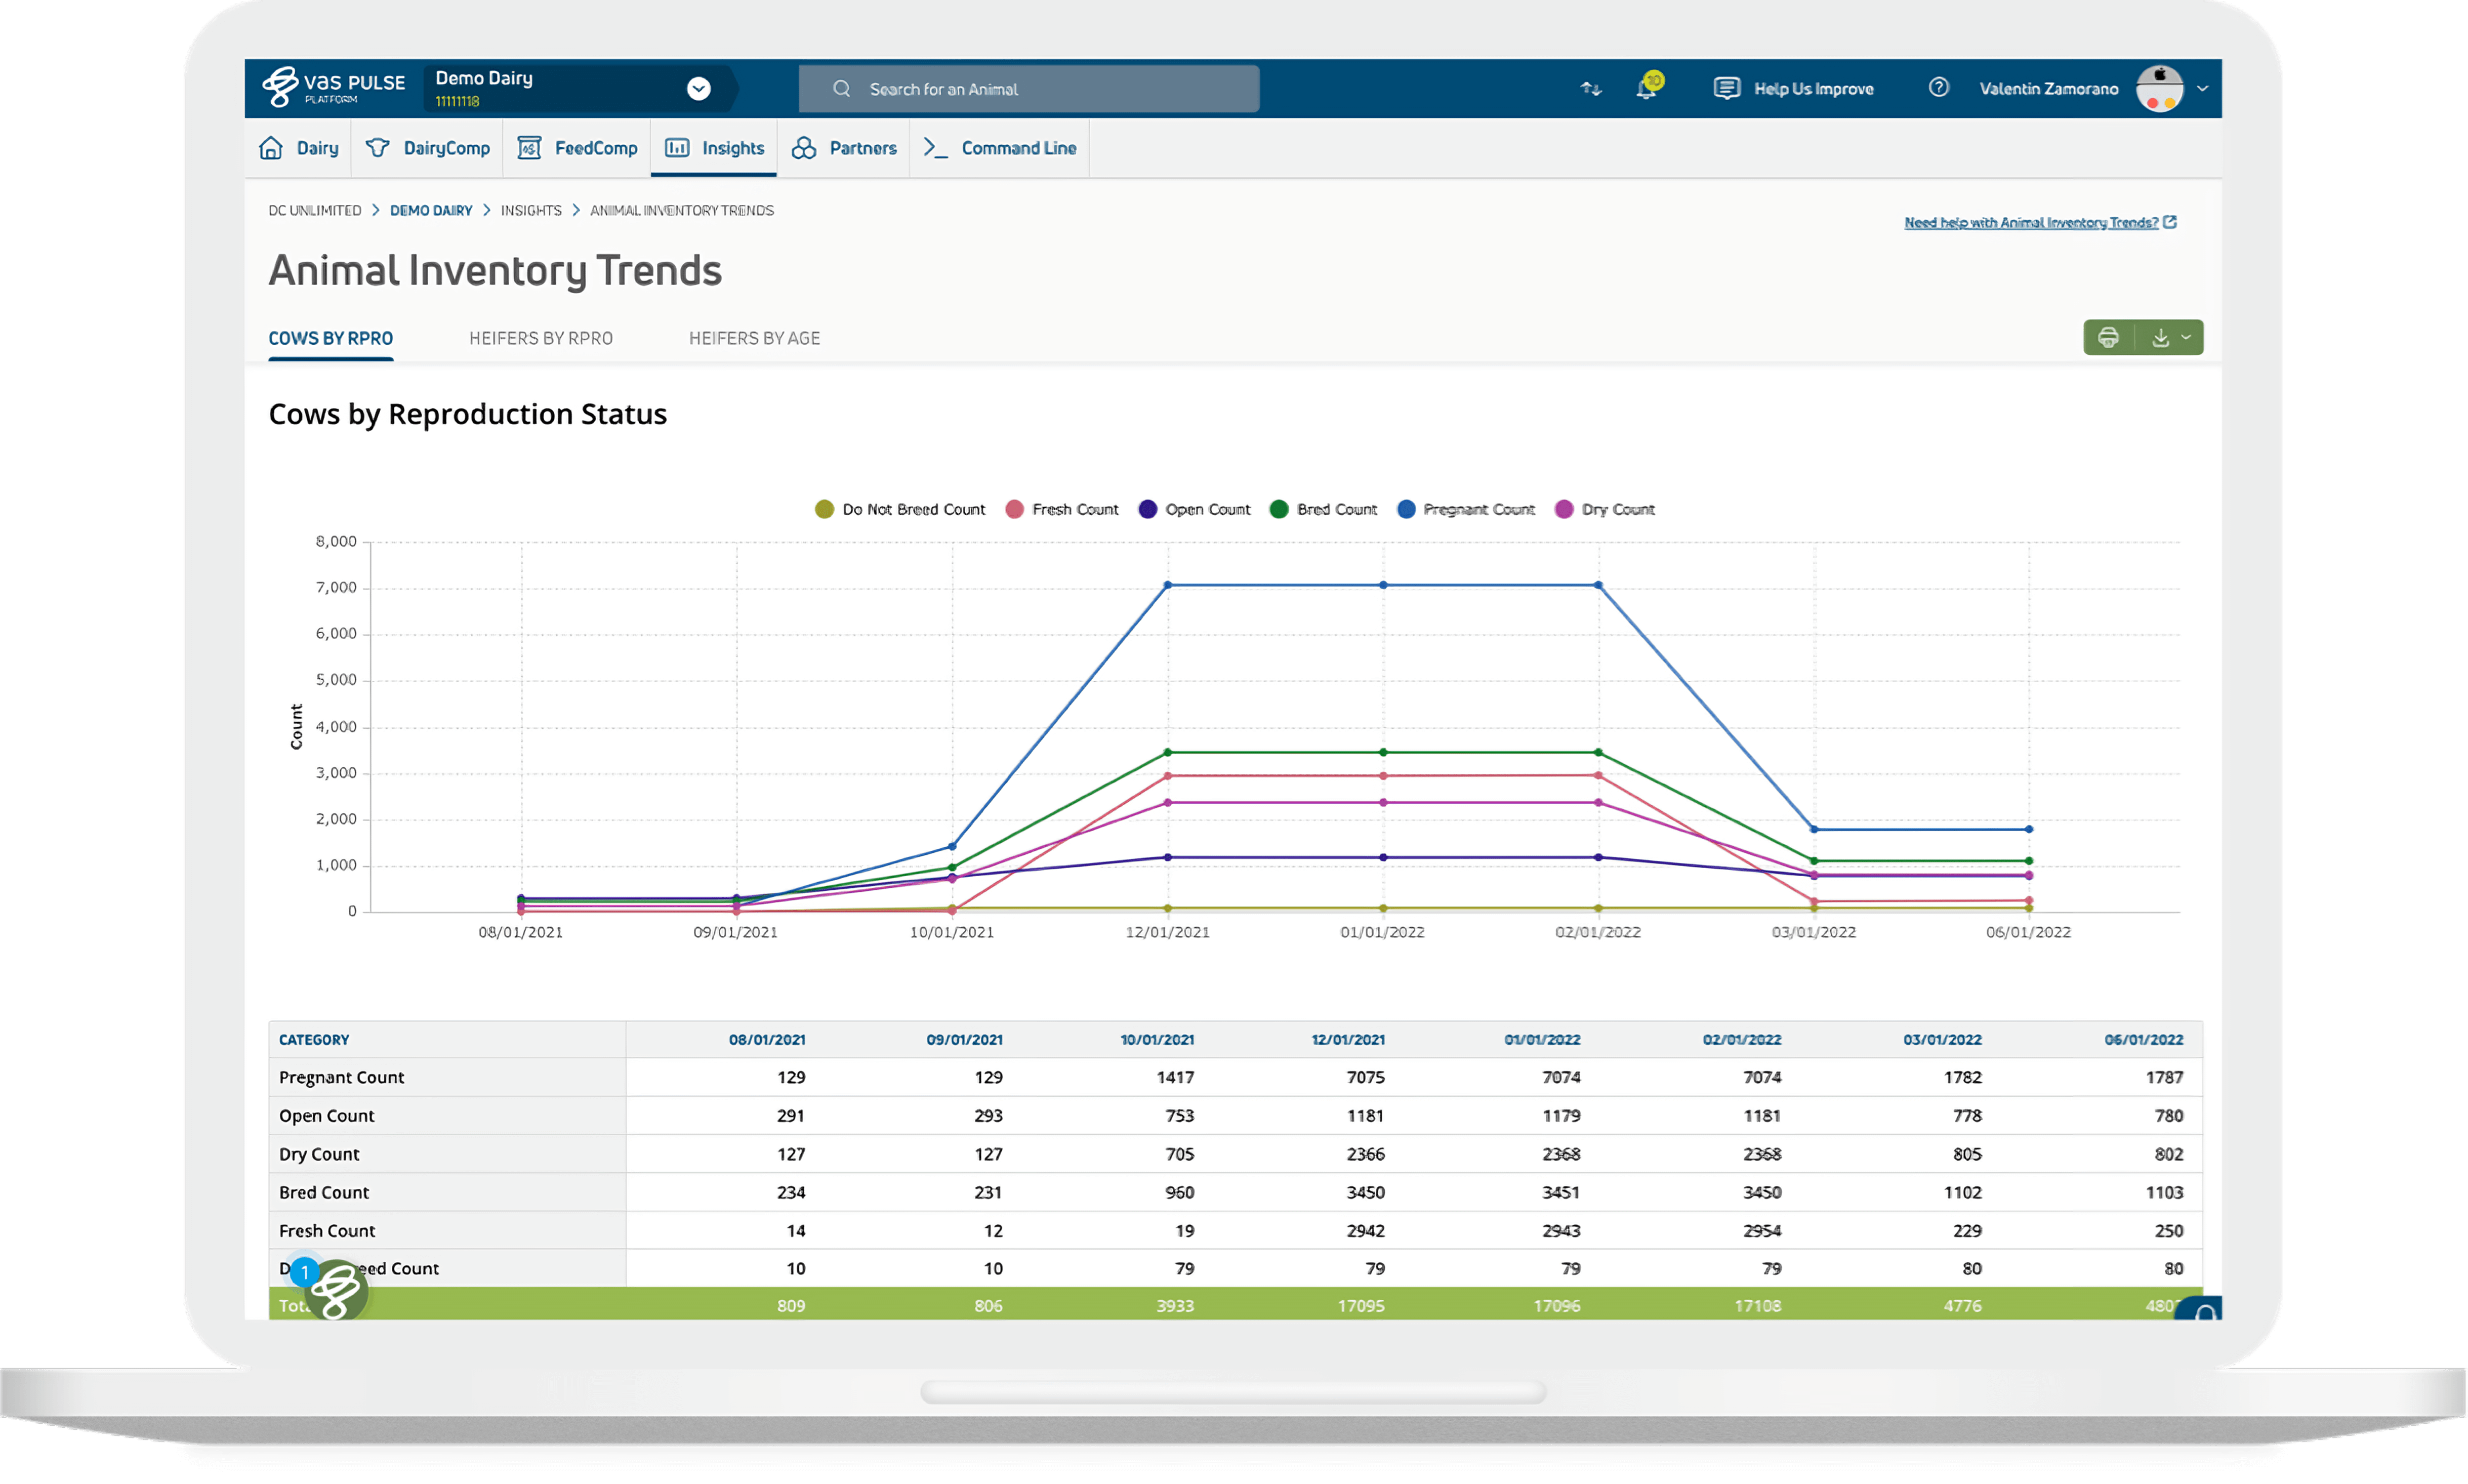 vas PULSE
PLATFORM
Demo Dairy
11111118
Search for an Animal
10
Help Us Improve
Valentin Zamorano
Dairy
DairyComp
FeedComp
Insights
Partners
Command Line
DC UNLIMITED > DEMO DAIRY > INSIGHTS > ANIMAL INVENTORY TRENDS
Need help with Animal Inventory Trends?
Animal Inventory Trends
COWS BY RPRO
HEIFERS BY RPRO
HEIFERS BY AGE
Cows by Reproduction Status
Do Not Breed Count
Fresh Count
Open Count
Bred Count
Pregnant Count
Dry Count
8,000
7,000
6,000
5,000
4,000
3,000
2,000
1,000
0
Count
08/01/2021 09/01/2021 10/01/2021 12/01/2021 01/01/2022 02/01/2022 03/01/2022 06/01/2022
CATEGORY 08/01/2021 09/01/2021 10/01/2021 12/01/2021 01/01/2022 02/01/2022 03/01/2022 06/01/2022
Pregnant Count 129 129 1417 7075 7074 7074 1782 1787
Open Count 291 293 753 1181 1179 1181 778 780
Dry Count 127 127 705 2366 2368 2368 805 802
Bred Count 234 231 960 3450 3451 3450 1102 1103
Fresh Count 14 12 19 2942 2943 2954 229 250
1
Count 10 10 79 79 79 79 80 80
809 806 3933 17095 17096 17108 4776